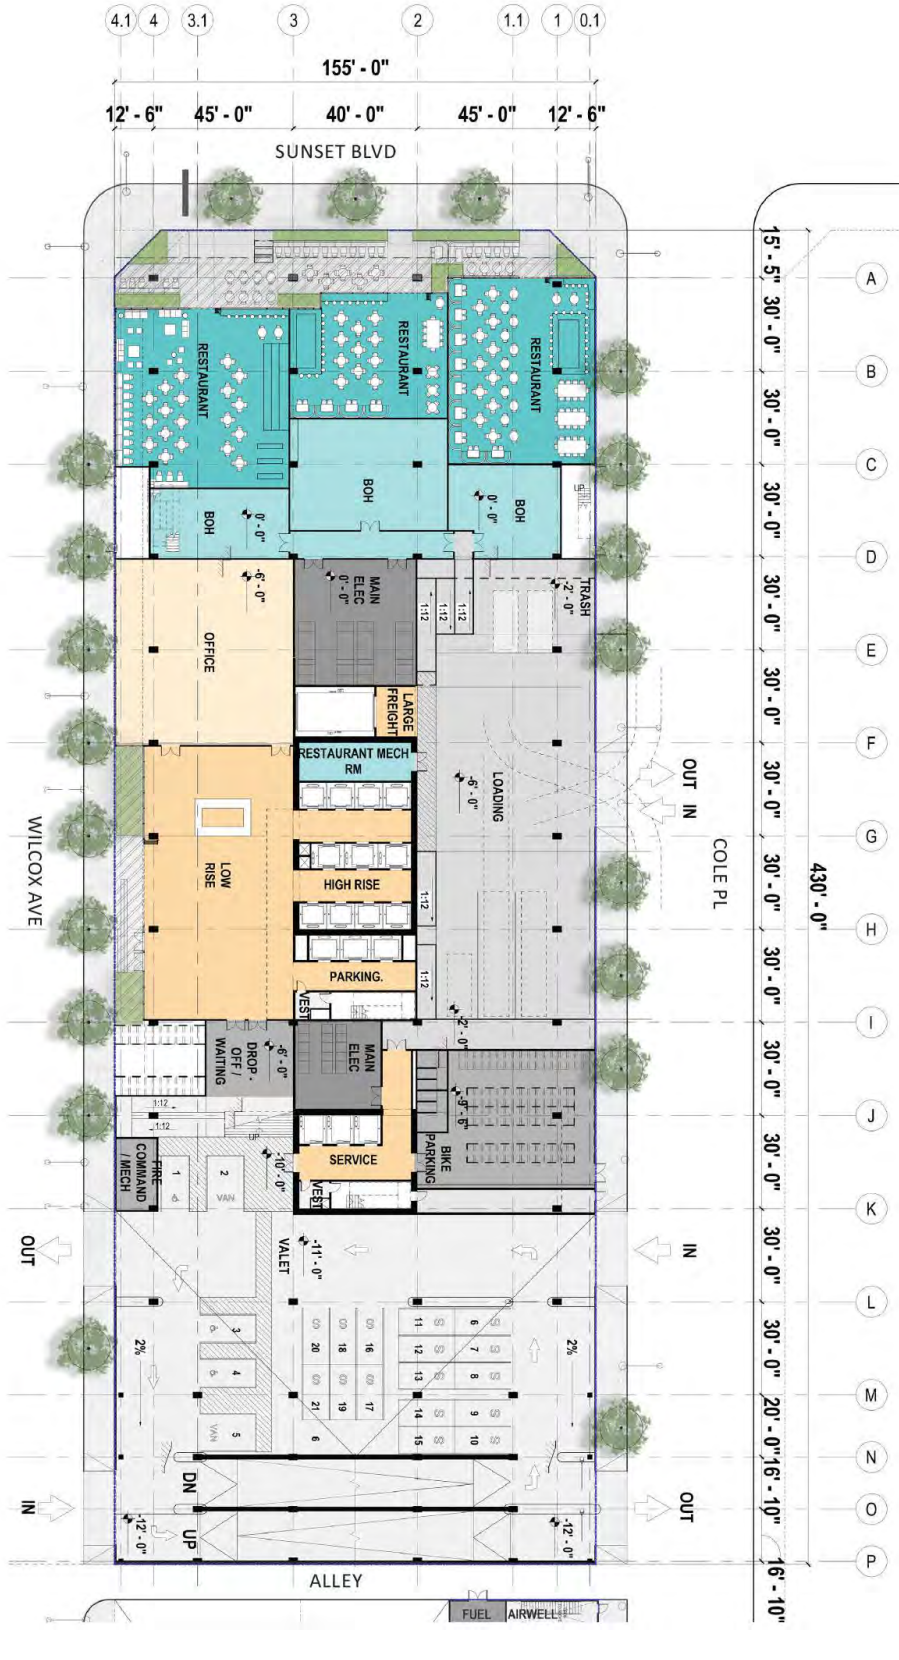 4.1
4
3.1
3
2
1.1
1
0.1
155' - 0"
12' - 6"
45' - 0"
40' - 0"
45' - 0"
12' - 6"
SUNSET BLVD
15' - 5"
A
30' - 0"
RESTAURANT
RESTAURANT
RESTAURANT
B
30' - 0"
C
BOH
BOH
BOH
0' - 0"
0' - 0"
UP
30' - 0"
D
-6' - 0"
MAIN
ELEC
0' - 0"
1:12
1:12
1:12
TRASH
-2' - 0"
30' - 0"
OFFICE
E
30' - 0"
LARGE
FREIGHT
F
RESTAURANT MECH
RM
LOADING
-6' - 0"
OUT
IN
30' - 0"
G
WILCOX AVE
COLE PL
LOW
RISE
HIGH RISE
1:12
30' - 0"
430' - 0"
H
PARKING.
1:12
30' - 0"
VEST
-2' - 0"
I
DROP -
OFF /
WAITING
-6' - 0"
MAIN
ELEC
30' - 0"
-9' - 6"
1:12
1:12
UP
J
FIRE
COMMAND
/ MECH
1
2
VAN
-10' - 0"
SERVICE
BIKE
PARKING
30' - 0"
VEST
K
OUT
VALET
-11' - 0"
IN
30' - 0"
L
2%
3
4
5
VAN
20
18
16
21
19
17
6
11
12
13
14
15
6
7
8
9
10
2%
30' - 0"
M
20' - 0"
N
DN
16' - 10"
IN
OUT
O
-12' - 0"
UP
-12' - 0"
16' - 10"
P
ALLEY
FUEL
AIRWELL